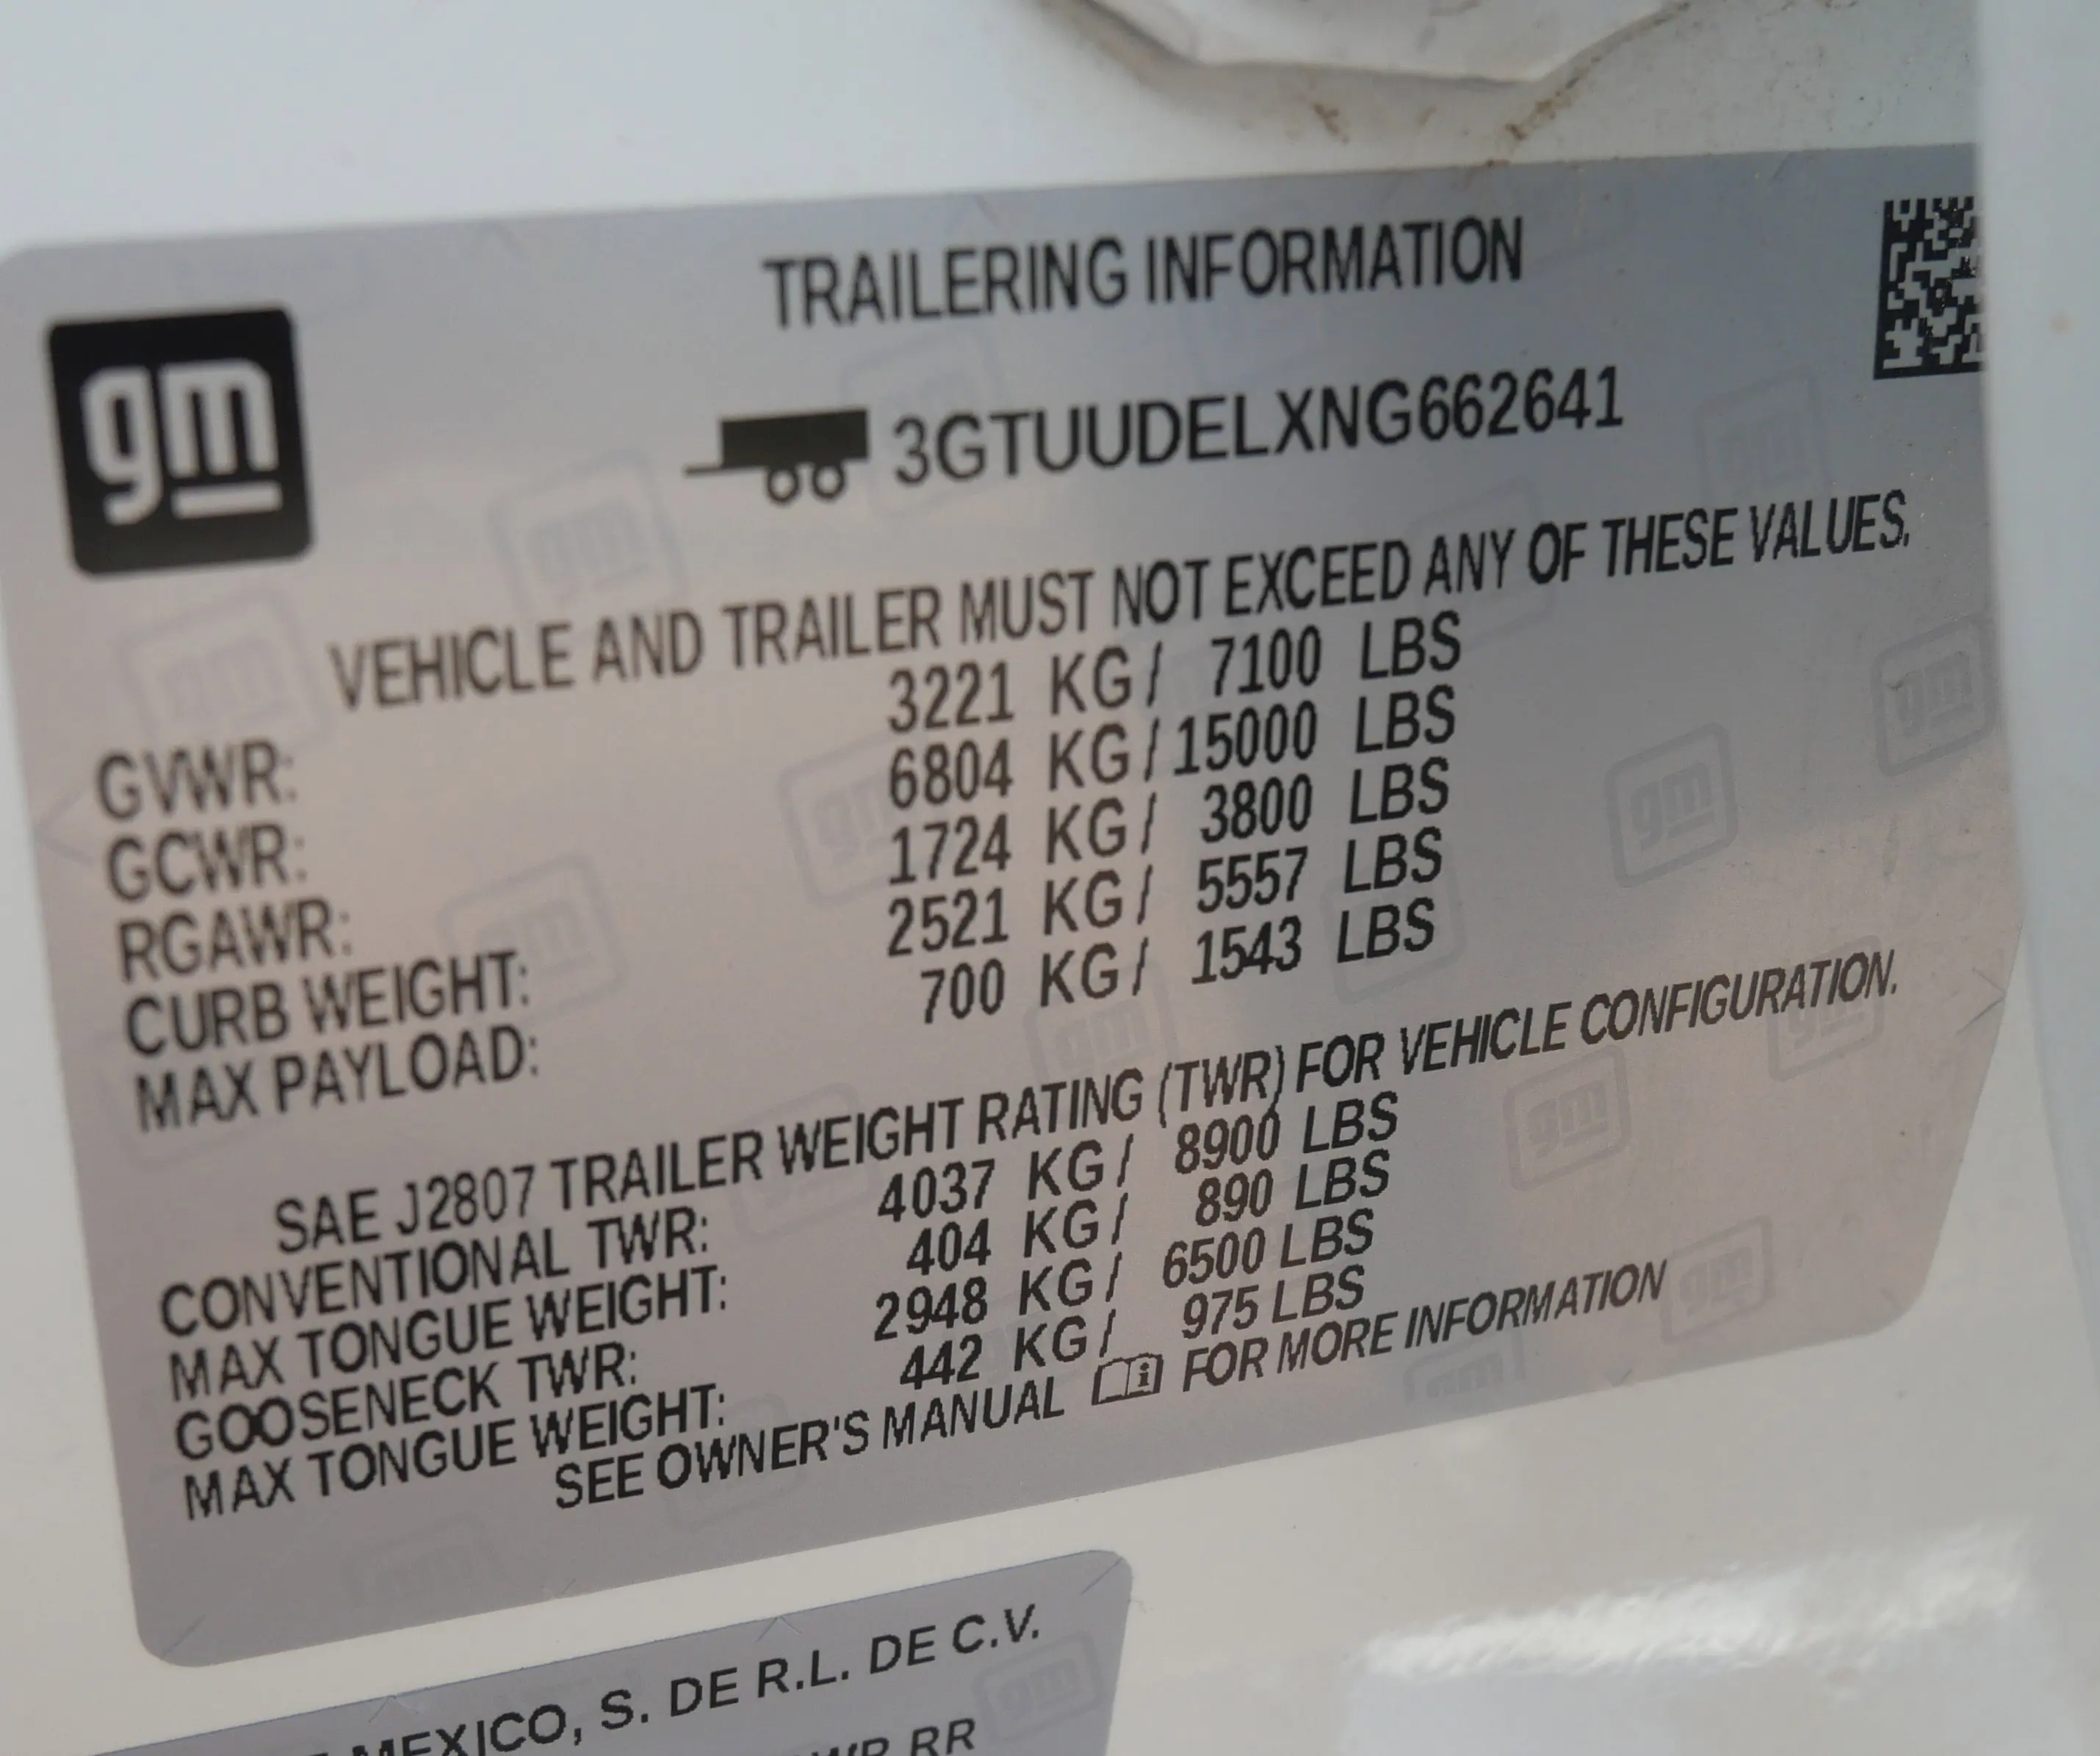 gm
TRAILERING INFORMATION
3GTUUDELXNG662641
VEHICLE AND TRAILER MUST NOT EXCEED ANY OF THESE VALUES.
GVWR: 3221 KG/ 7100 LBS
GCWR: 6804 KG/15000 LBS
RGAWR: 1724 KG/ 3800 LBS
CURB WEIGHT: 2521 KG/ 5557 LBS
MAX PAYLOAD: 700 KG/ 1543 LBS
SAE J2807 TRAILER WEIGHT RATING (TWR) FOR VEHICLE CONFIGURATION.
CONVENTIONAL TWR: 4037 KG/ 8900 LBS
MAX TONGUE WEIGHT: 404 KG/ 890 LBS
GOOSENECK TWR: 2948 KG/ 6500 LBS
MAX TONGUE WEIGHT: 442 KG/ 975 LBS
SEE OWNER'S MANUAL FOR MORE INFORMATION
MEXICO, S. DE R.L. DE C.V.
RR